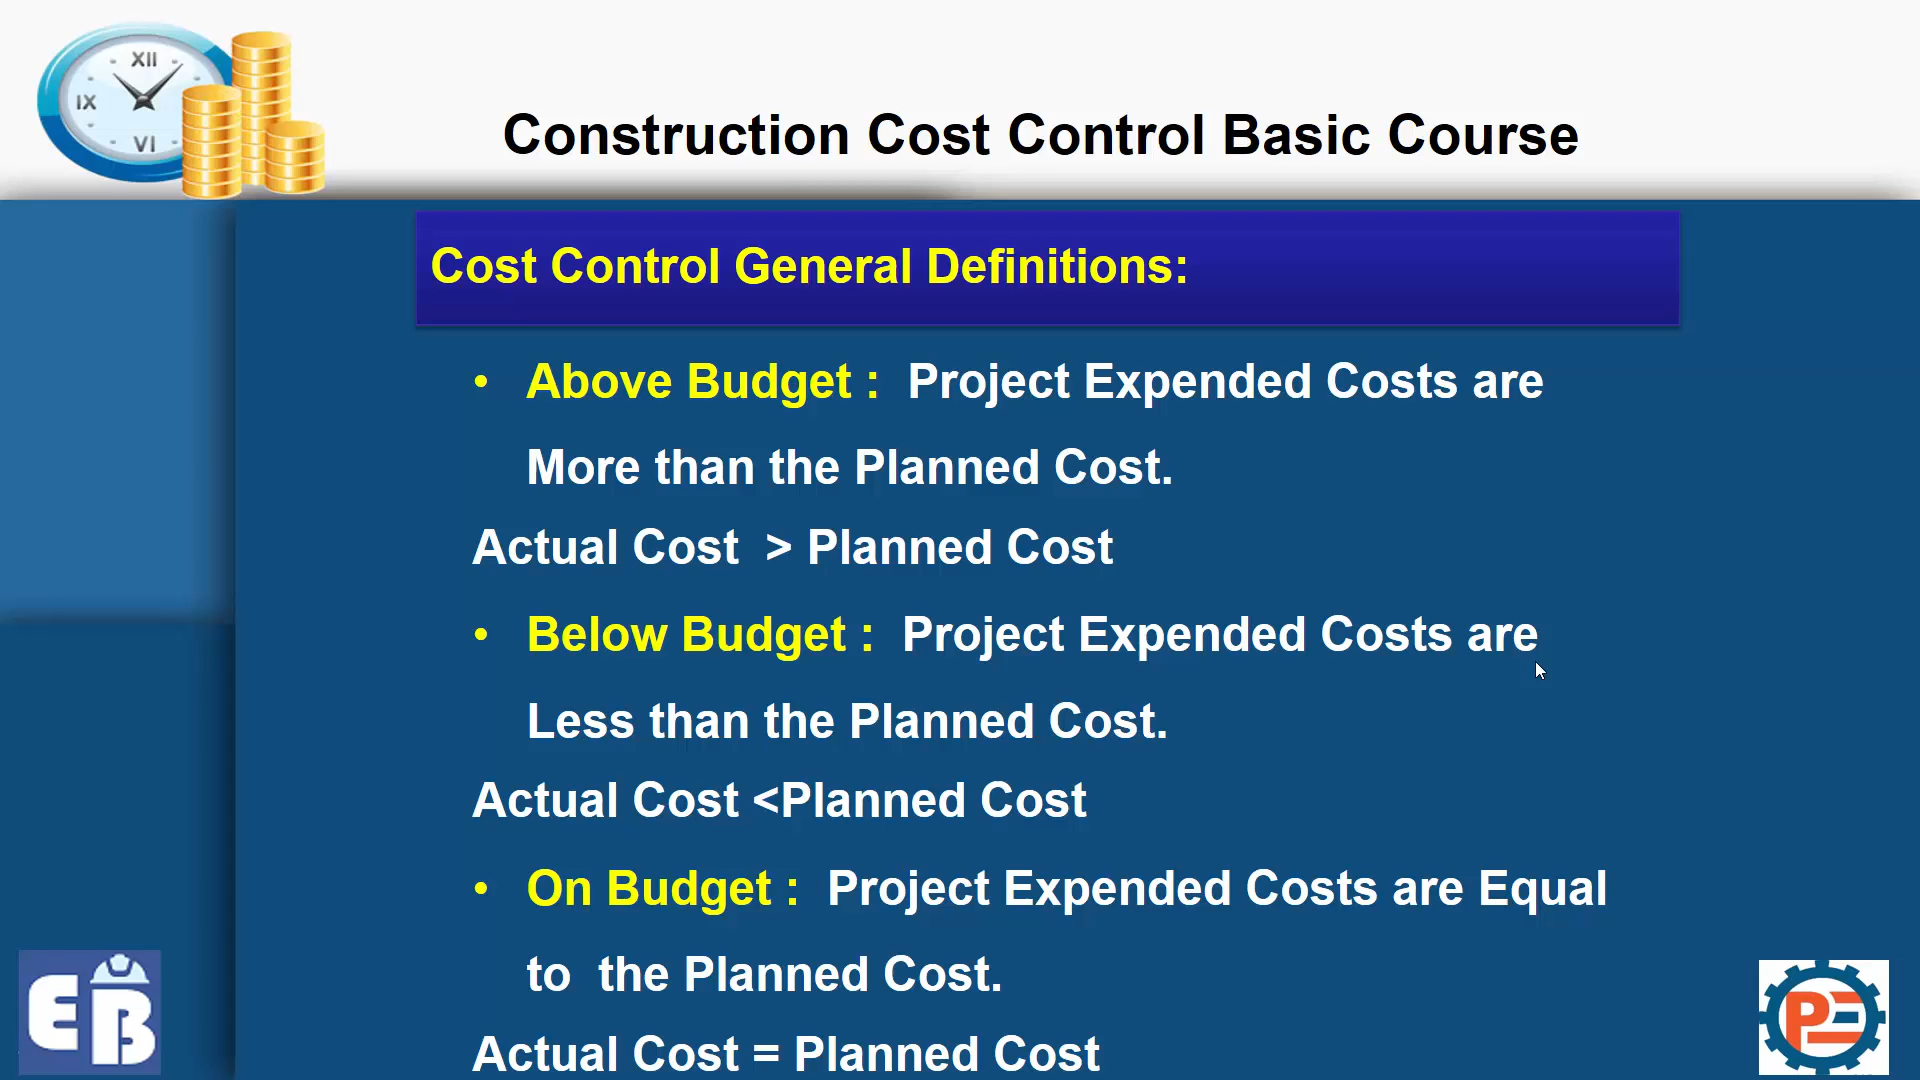 XII
IX
VI
Construction Cost Control Basic Course
Cost Control General Definitions:
• Above Budget :  Project Expended Costs are
More than the Planned Cost.
Actual Cost  > Planned Cost
• Below Budget :  Project Expended Costs are
Less than the Planned Cost.
Actual Cost <Planned Cost
• On Budget :  Project Expended Costs are Equal
to  the Planned Cost.
Actual Cost = Planned Cost
EB
PE